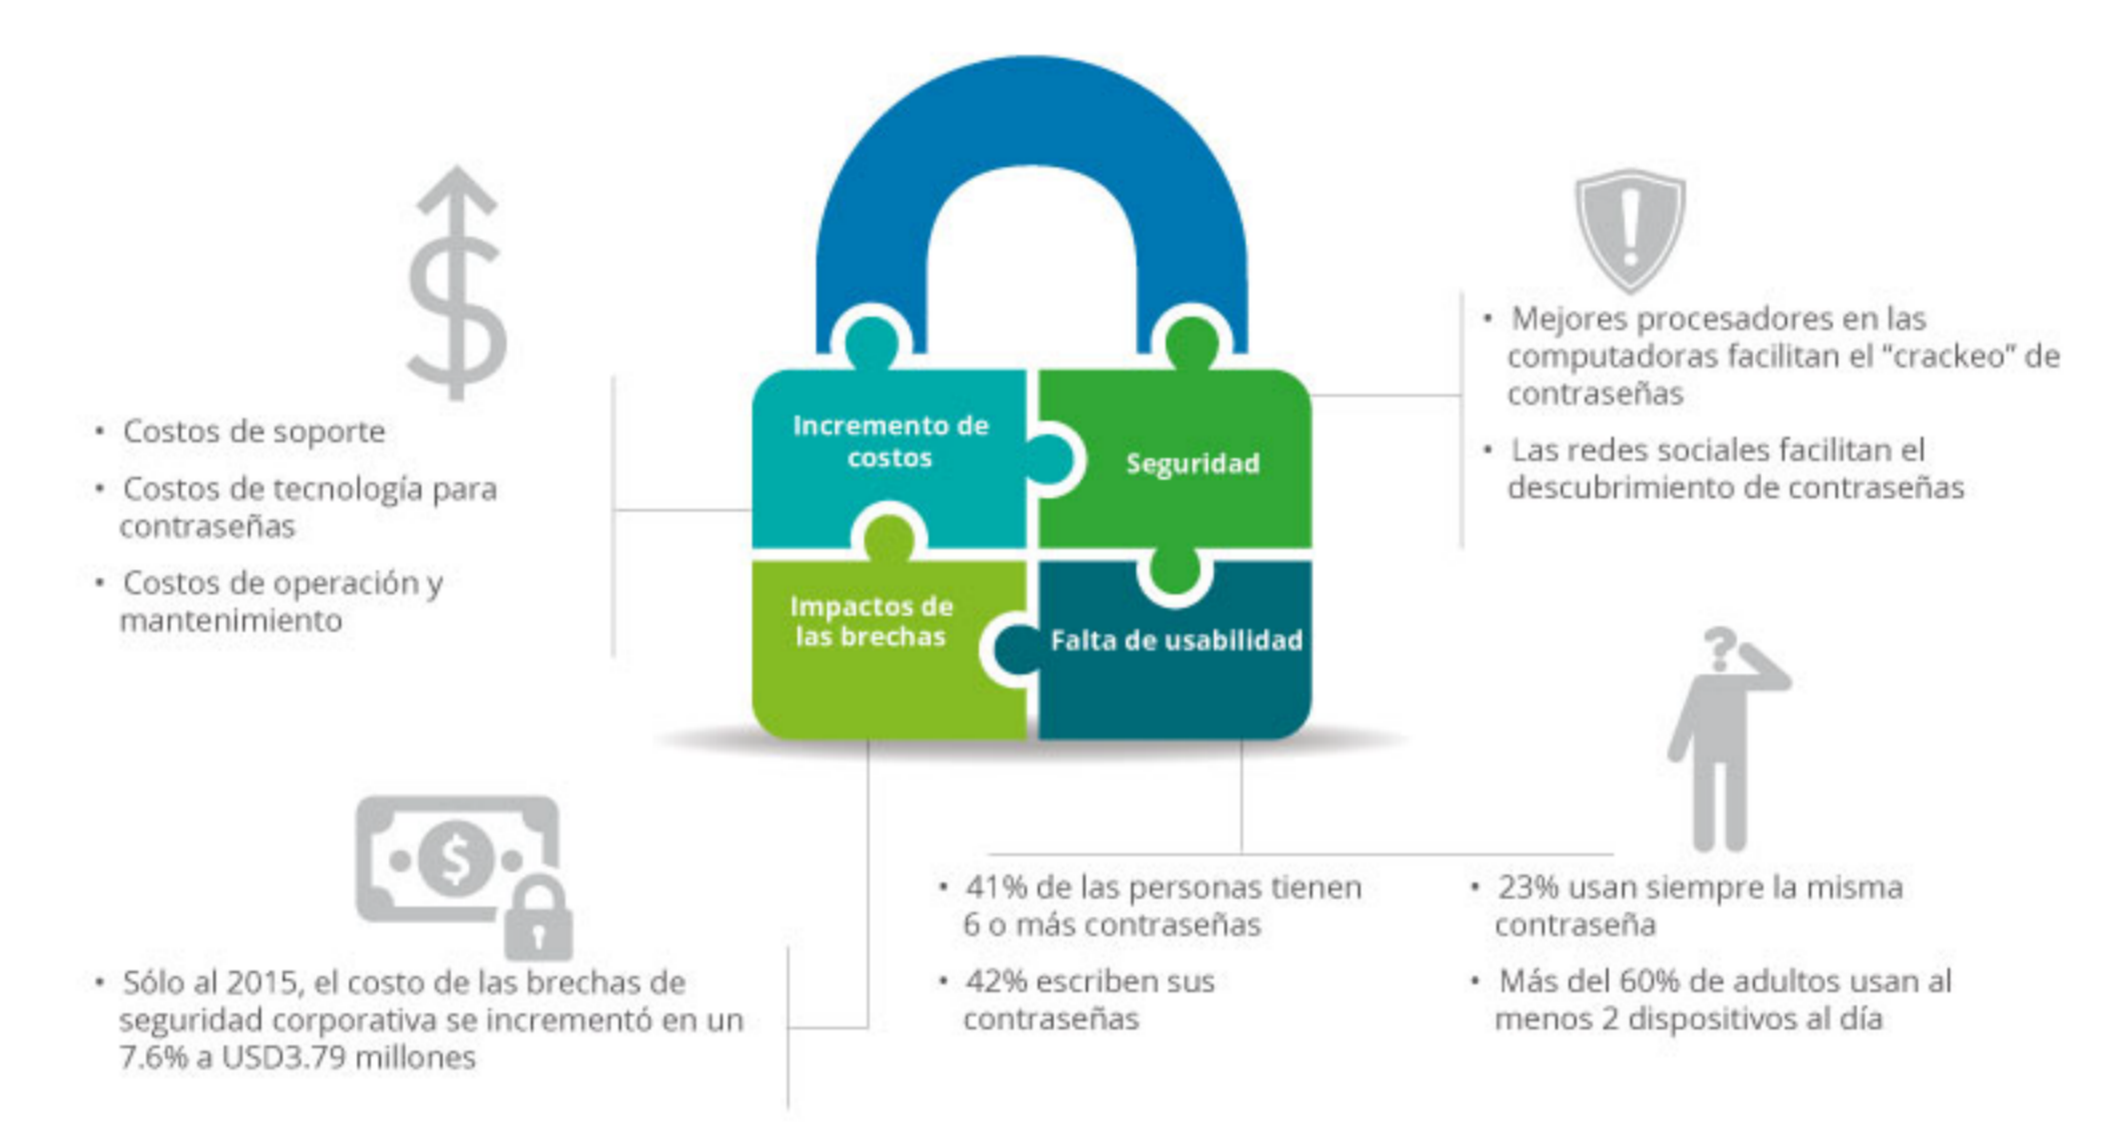 Incremento de
costos
Seguridad
Impactos de
las brechas
Falta de usabilidad
$
• Costos de soporte
• Costos de tecnología para
contraseñas
• Costos de operación y
mantenimiento
!
• Mejores procesadores en las
computadoras facilitan el “crackeo” de
contraseñas
• Las redes sociales facilitan el
descubrimiento de contraseñas
$
• Sólo al 2015, el costo de las brechas de
seguridad corporativa se incrementó en un
7.6% a USD3.79 millones
• 41% de las personas tienen
6 o más contraseñas
• 42% escriben sus
contraseñas
?
• 23% usan siempre la misma
contraseña
• Más del 60% de adultos usan al
menos 2 dispositivos al día